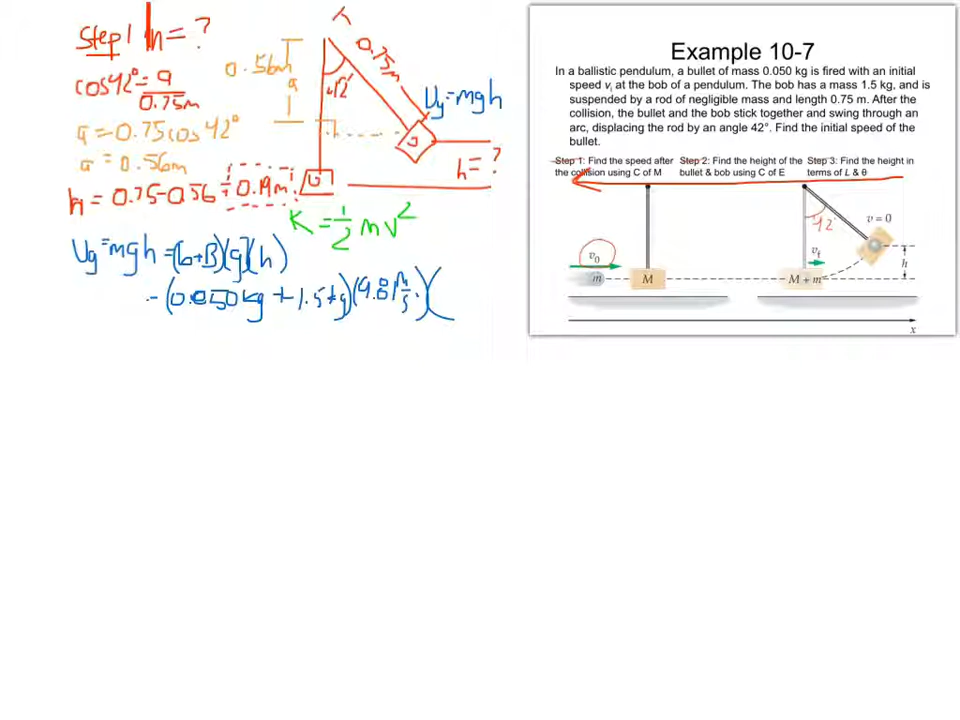 Step 1 h = ?
cos42° = a / 0.75m
a = 0.75cos42°
a = 0.56m
h = 0.75-0.56 = 0.19m
0.56m
a
42°
0.75m
Ug = mgh
h = ?
K = 1/2 mv²
Ug = mgh = (b+B)(g)(h)
= (0.050kg + 1.5kg)(9.81 m/s²)(
Example 10-7
In a ballistic pendulum, a bullet of mass 0.050 kg is fired with an initial
speed vi at the bob of a pendulum. The bob has a mass 1.5 kg, and is
suspended by a rod of negligible mass and length 0.75 m. After the
collision, the bullet and the bob stick together and swing through an
arc, displacing the rod by an angle 42°. Find the initial speed of the
bullet.
Step 1: Find the speed after
the collision using C of M
Step 2: Find the height of the
bullet & bob using C of E
Step 3: Find the height in
terms of L & θ
42°
v = 0
v0
vf
h
m
M
M + m
x